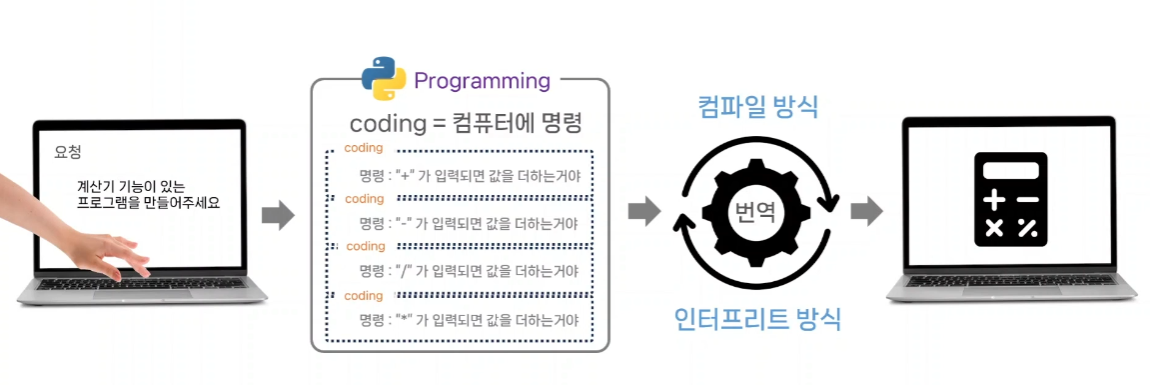 요청
계산기 기능이 있는
프로그램을 만들어주세요
Programming
coding = 컴퓨터에 명령
coding
명령 : "+" 가 입력되면 값을 더하는거야
coding
명령 : "-" 가 입력되면 값을 더하는거야
coding
명령 : "/" 가 입력되면 값을 더하는거야
coding
명령 : "*" 가 입력되면 값을 더하는거야
컴파일 방식
번역
인터프리트 방식